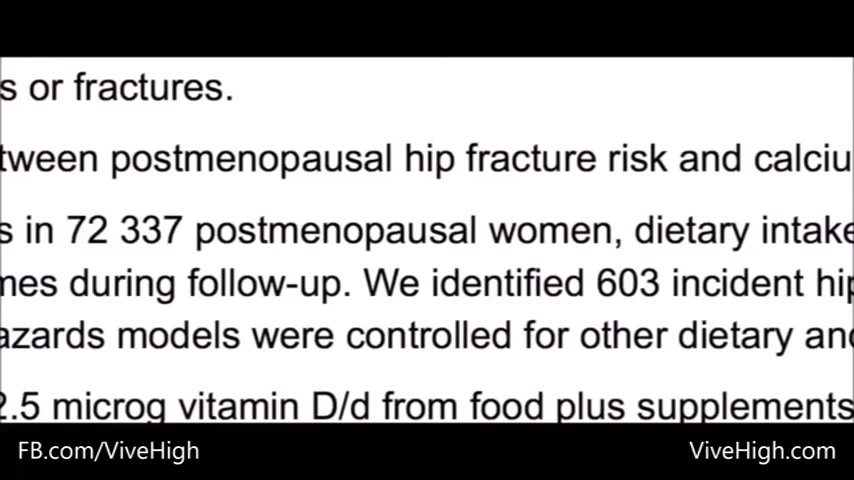 s or fractures.
tween postmenopausal hip fracture risk and calciu
s in 72 337 postmenopausal women, dietary intake
mes during follow-up. We identified 603 incident hip
azards models were controlled for other dietary and
2.5 microg vitamin D/d from food plus supplements
FB.com/ViveHigh
ViveHigh.com